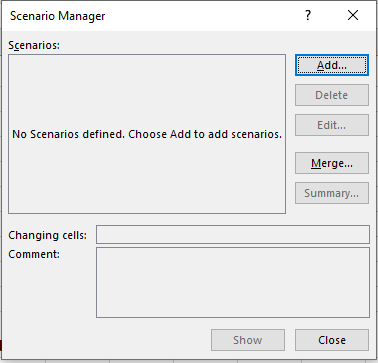 Scenario Manager ? ×
Scenarios:
Add...
Delete
No Scenarios defined. Choose Add to add scenarios.
Edit...
Merge...
Summary...
Changing cells:
Comment:
Show Close